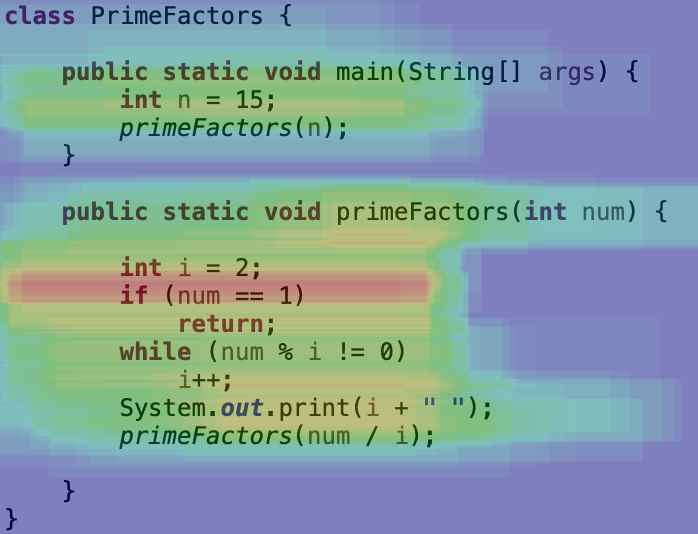 class PrimeFactors {
public static void main(String[] args) {
int n = 15;
primeFactors(n);
}
public static void primeFactors(int num) {
int i = 2;
if (num == 1)
return;
while (num % i != 0)
i++;
System.out.print(i + " ");
primeFactors(num / i);
}
}